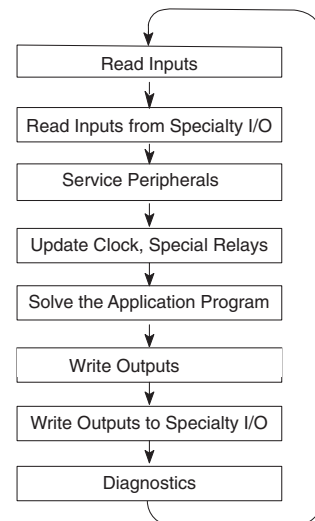 Read Inputs
Read Inputs from Specialty I/O
Service Peripherals
Update Clock, Special Relays
Solve the Application Program
Write Outputs
Write Outputs to Specialty I/O
Diagnostics